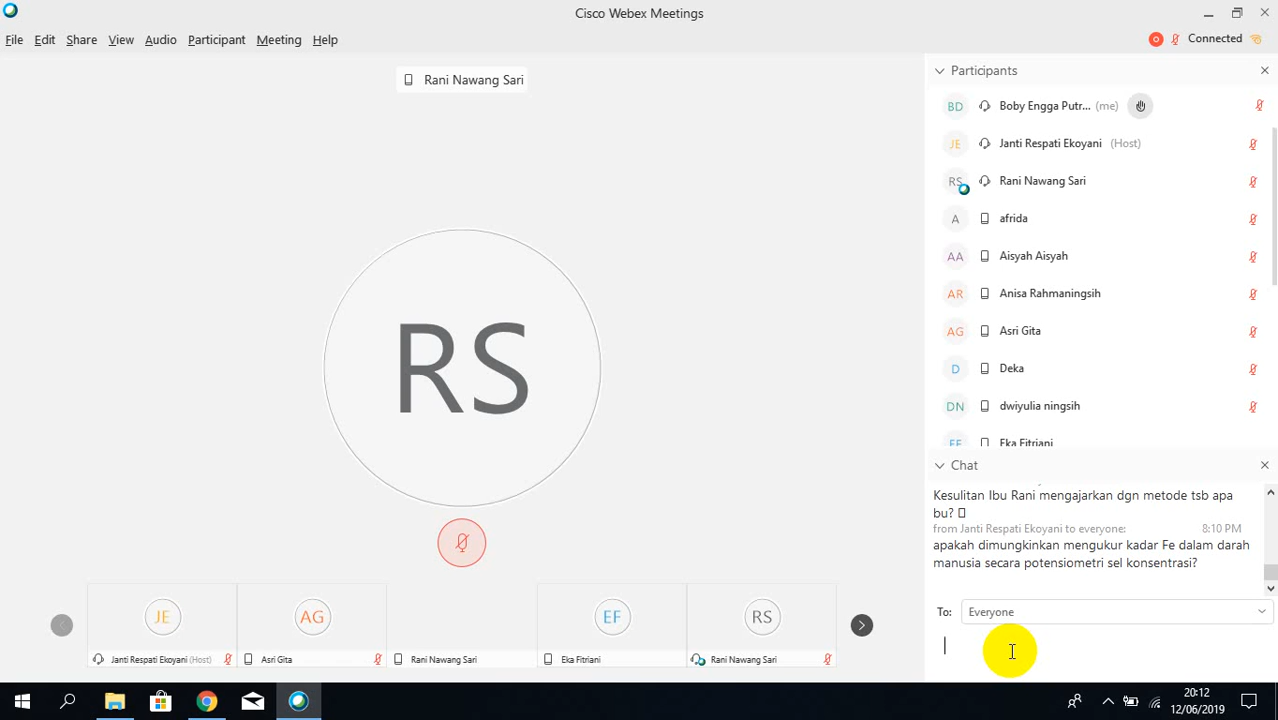 Cisco Webex Meetings
File Edit Share View Audio Participant Meeting Help
Connected
Rani Nawang Sari
RS
JE
Janti Respati Ekoyani (Host)
AG
Asri Gita
Rani Nawang Sari
EF
Eka Fitriani
RS
Rani Nawang Sari
Participants
BD Boby Engga Putr... (me)
JE Janti Respati Ekoyani (Host)
RS Rani Nawang Sari
A afrida
AA Aisyah Aisyah
AR Anisa Rahmaningsih
AG Asri Gita
D Deka
DN dwiyulia ningsih
EF Eka Fitriani
Chat
Kesulitan Ibu Rani mengajarkan dgn metode tsb apa
bu?
from Janti Respati Ekoyani to everyone: 8:10 PM
apakah dimungkinkan mengukur kadar Fe dalam darah
manusia secara potensiometri sel konsentrasi?
To: Everyone
20:12
12/06/2019